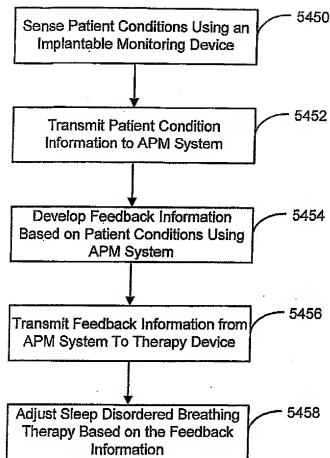 Sense Patient Conditions Using an
Implantable Monitoring Device
5450
Transmit Patient Condition
Information to APM System
5452
Develop Feedback Information
Based on Patient Conditions Using
APM System
5454
Transmit Feedback Information from
APM System To Therapy Device
5456
Adjust Sleep Disordered Breathing
Therapy Based on the Feedback
Information
5458